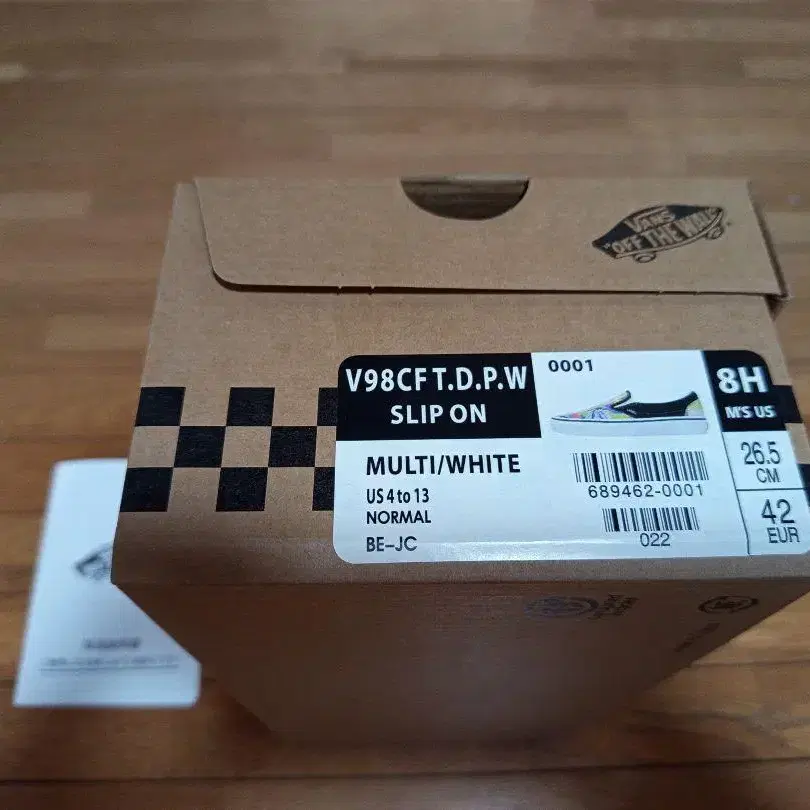 VANS
"OFF THE WALL"
V98CF T.D.P.W
SLIP ON
0001
8H
M'S US
MULTI/WHITE
US 4 to 13
NORMAL
BE-JC
689462-0001
022
26.5
CM
42
EUR